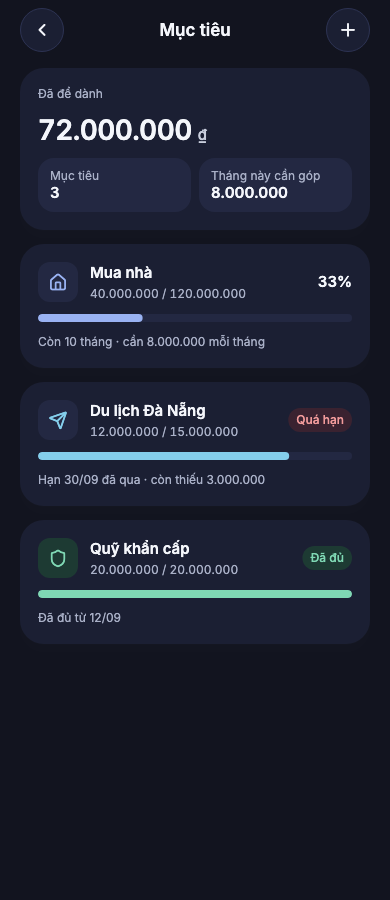 Mục tiêu
Đã để dành
72.000.000 ₫
Mục tiêu
3
Tháng này cần góp
8.000.000
Mua nhà
40.000.000 / 120.000.000
33%
Còn 10 tháng · cần 8.000.000 mỗi tháng
Du lịch Đà Nẵng
12.000.000 / 15.000.000
Quá hạn
Hạn 30/09 đã qua · còn thiếu 3.000.000
Quỹ khẩn cấp
20.000.000 / 20.000.000
Đã đủ
Đã đủ từ 12/09